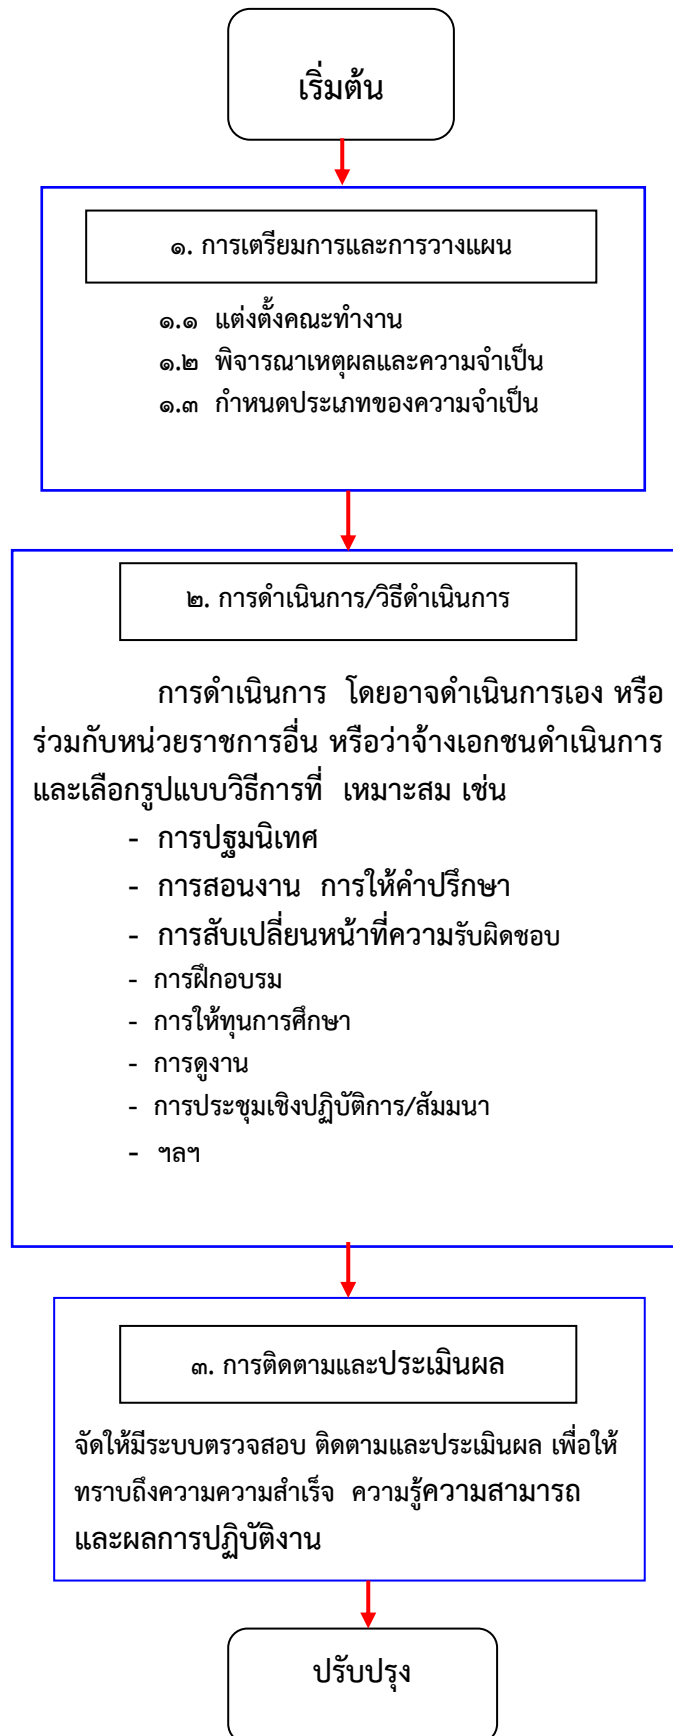 เริ่มต้น
๑. การเตรียมการและการวางแผน
๑.๑ แต่งตั้งคณะทำงาน
๑.๒ พิจารณาเหตุผลและความจำเป็น
๑.๓ กำหนดประเภทของความจำเป็น
๒. การดำเนินการ/วิธีดำเนินการ
การดำเนินการ โดยอาจดำเนินการเอง หรือ
ร่วมกับหน่วยราชการอื่น หรือว่าจ้างเอกชนดำเนินการ
และเลือกรูปแบบวิธีการที่ เหมาะสม เช่น
- การปฐมนิเทศ
- การสอนงาน การให้คำปรึกษา
- การสับเปลี่ยนหน้าที่ความรับผิดชอบ
- การฝึกอบรม
- การให้ทุนการศึกษา
- การดูงาน
- การประชุมเชิงปฏิบัติการ/สัมมนา
- ฯลฯ
๓. การติดตามและประเมินผล
จัดให้มีระบบตรวจสอบ ติดตามและประเมินผล เพื่อให้
ทราบถึงความความสำเร็จ ความรู้ความสามารถ
และผลการปฏิบัติงาน
ปรับปรุง